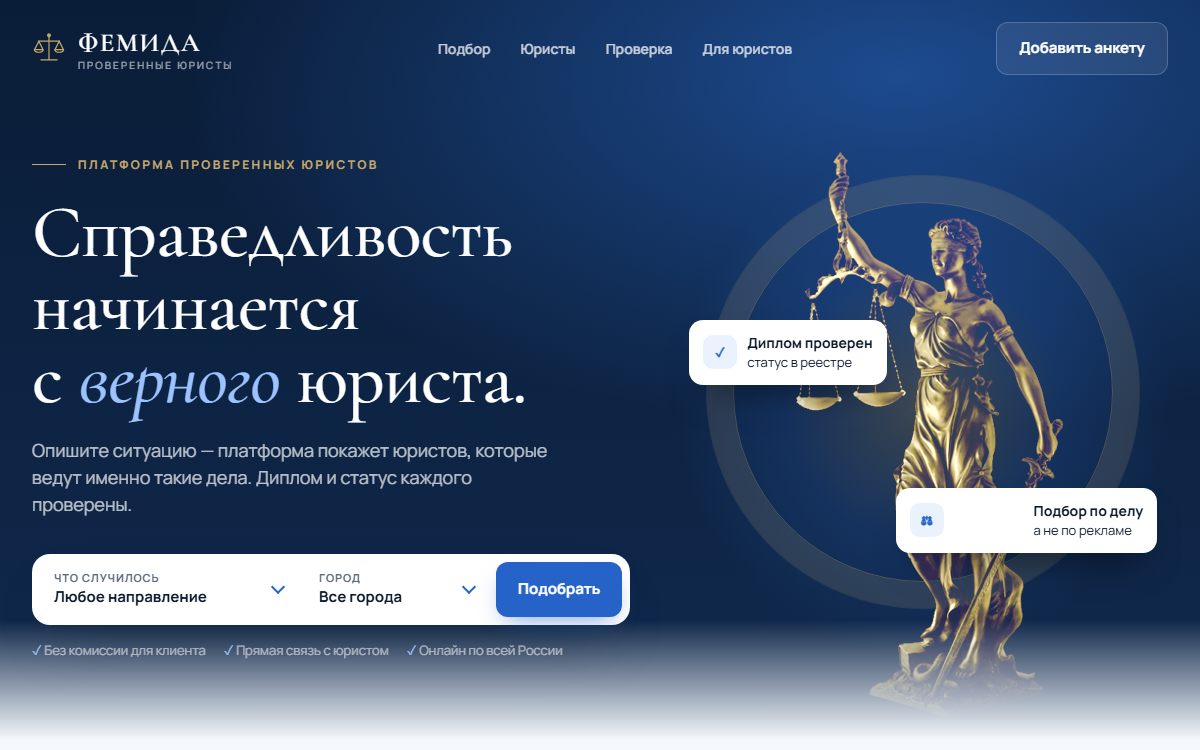 ФЕМИДА
ПРОВЕРЕННЫЕ ЮРИСТЫ
Подбор
Юристы
Проверка
Для юристов
Добавить анкету
ПЛАТФОРМА ПРОВЕРЕННЫХ ЮРИСТОВ
Справедливость
начинается
с верного юриста.
Опишите ситуацию — платформа покажет юристов, которые
ведут именно такие дела. Диплом и статус каждого
проверены.
ЧТО СЛУЧИЛОСЬ
Любое направление
ГОРОД
Все города
Подобрать
✓ Без комиссии для клиента
✓ Прямая связь с юристом
✓ Онлайн по всей России
✓
Диплом проверен
статус в реестре
Подбор по делу
а не по рекламе